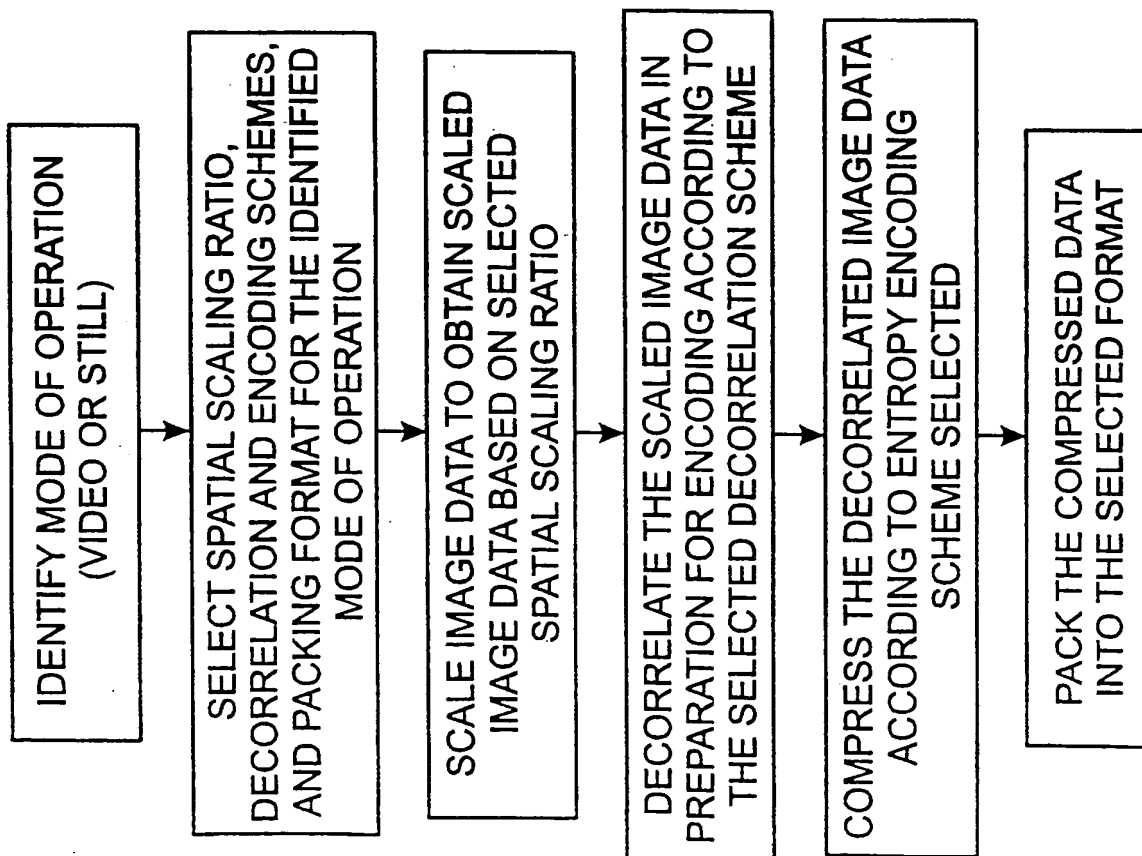 IDENTIFY MODE OF OPERATION
(VIDEO OR STILL)
SELECT SPATIAL SCALING RATIO,
DECORRELATION AND ENCODING SCHEMES,
AND PACKING FORMAT FOR THE IDENTIFIED
MODE OF OPERATION
SCALE IMAGE DATA TO OBTAIN SCALED
IMAGE DATA BASED ON SELECTED
SPATIAL SCALING RATIO
DECORRELATE THE SCALED IMAGE DATA IN
PREPARATION FOR ENCODING ACCORDING TO
THE SELECTED DECORRELATION SCHEME
COMPRESS THE DECORRELATED IMAGE DATA
ACCORDING TO ENTROPY ENCODING
SCHEME SELECTED
PACK THE COMPRESSED DATA
INTO THE SELECTED FORMAT